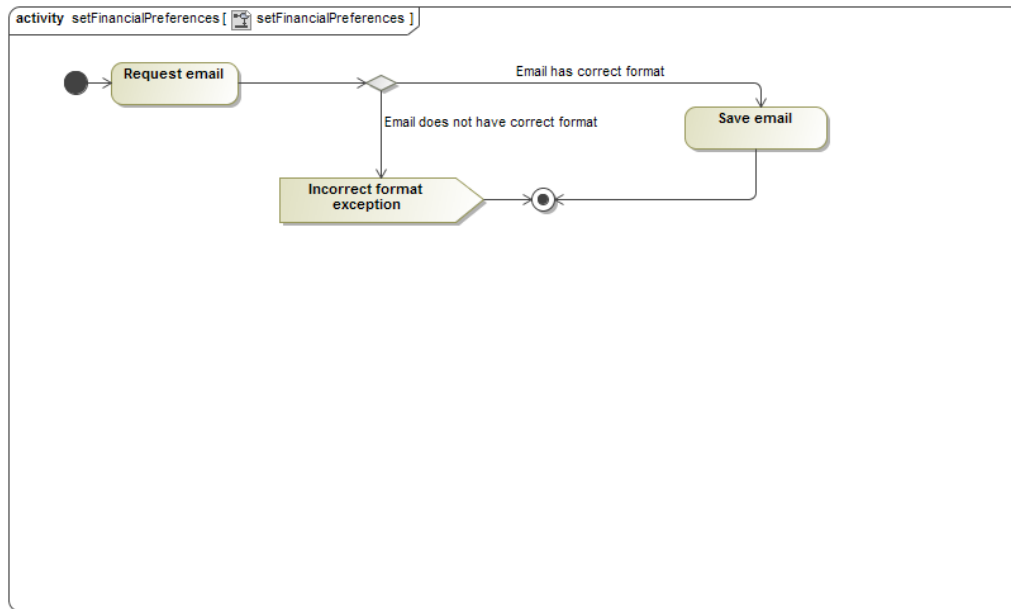 activity setFinancialPreferences [ setFinancialPreferences ]
Request email
Email has correct format
Save email
Email does not have correct format
Incorrect format
exception